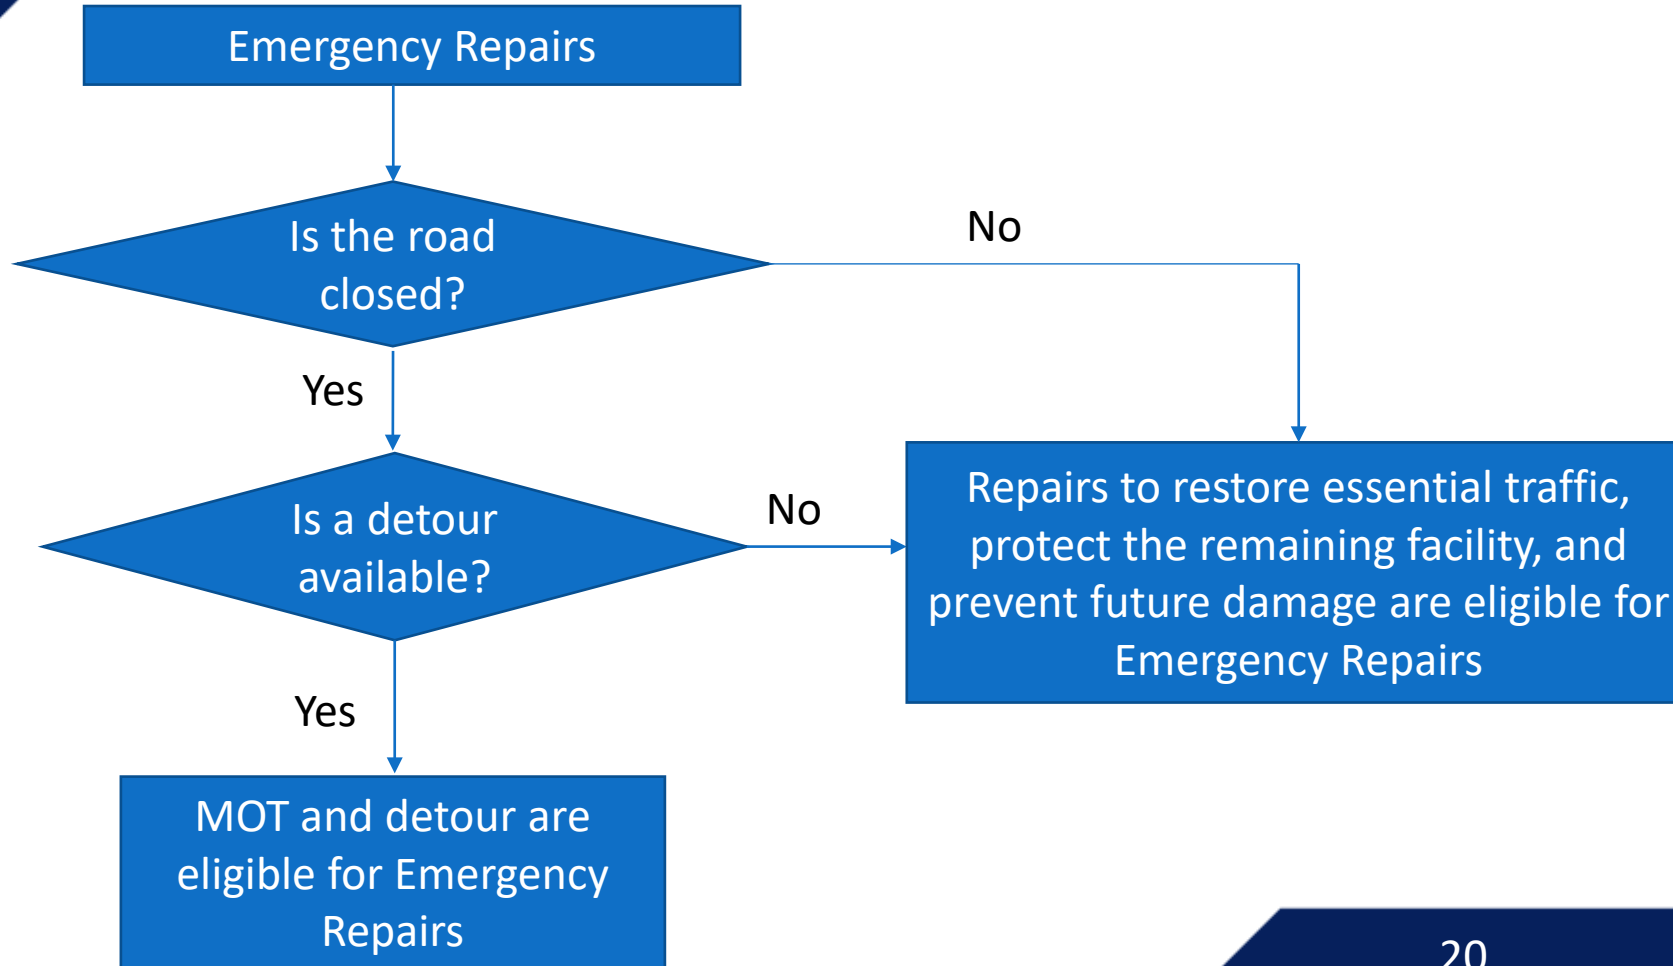 Emergency Repairs
Is the road
closed?
No
Yes
Is a detour
available?
No
Repairs to restore essential traffic,
protect the remaining facility, and
prevent future damage are eligible for
Emergency Repairs
Yes
MOT and detour are
eligible for Emergency
Repairs
20